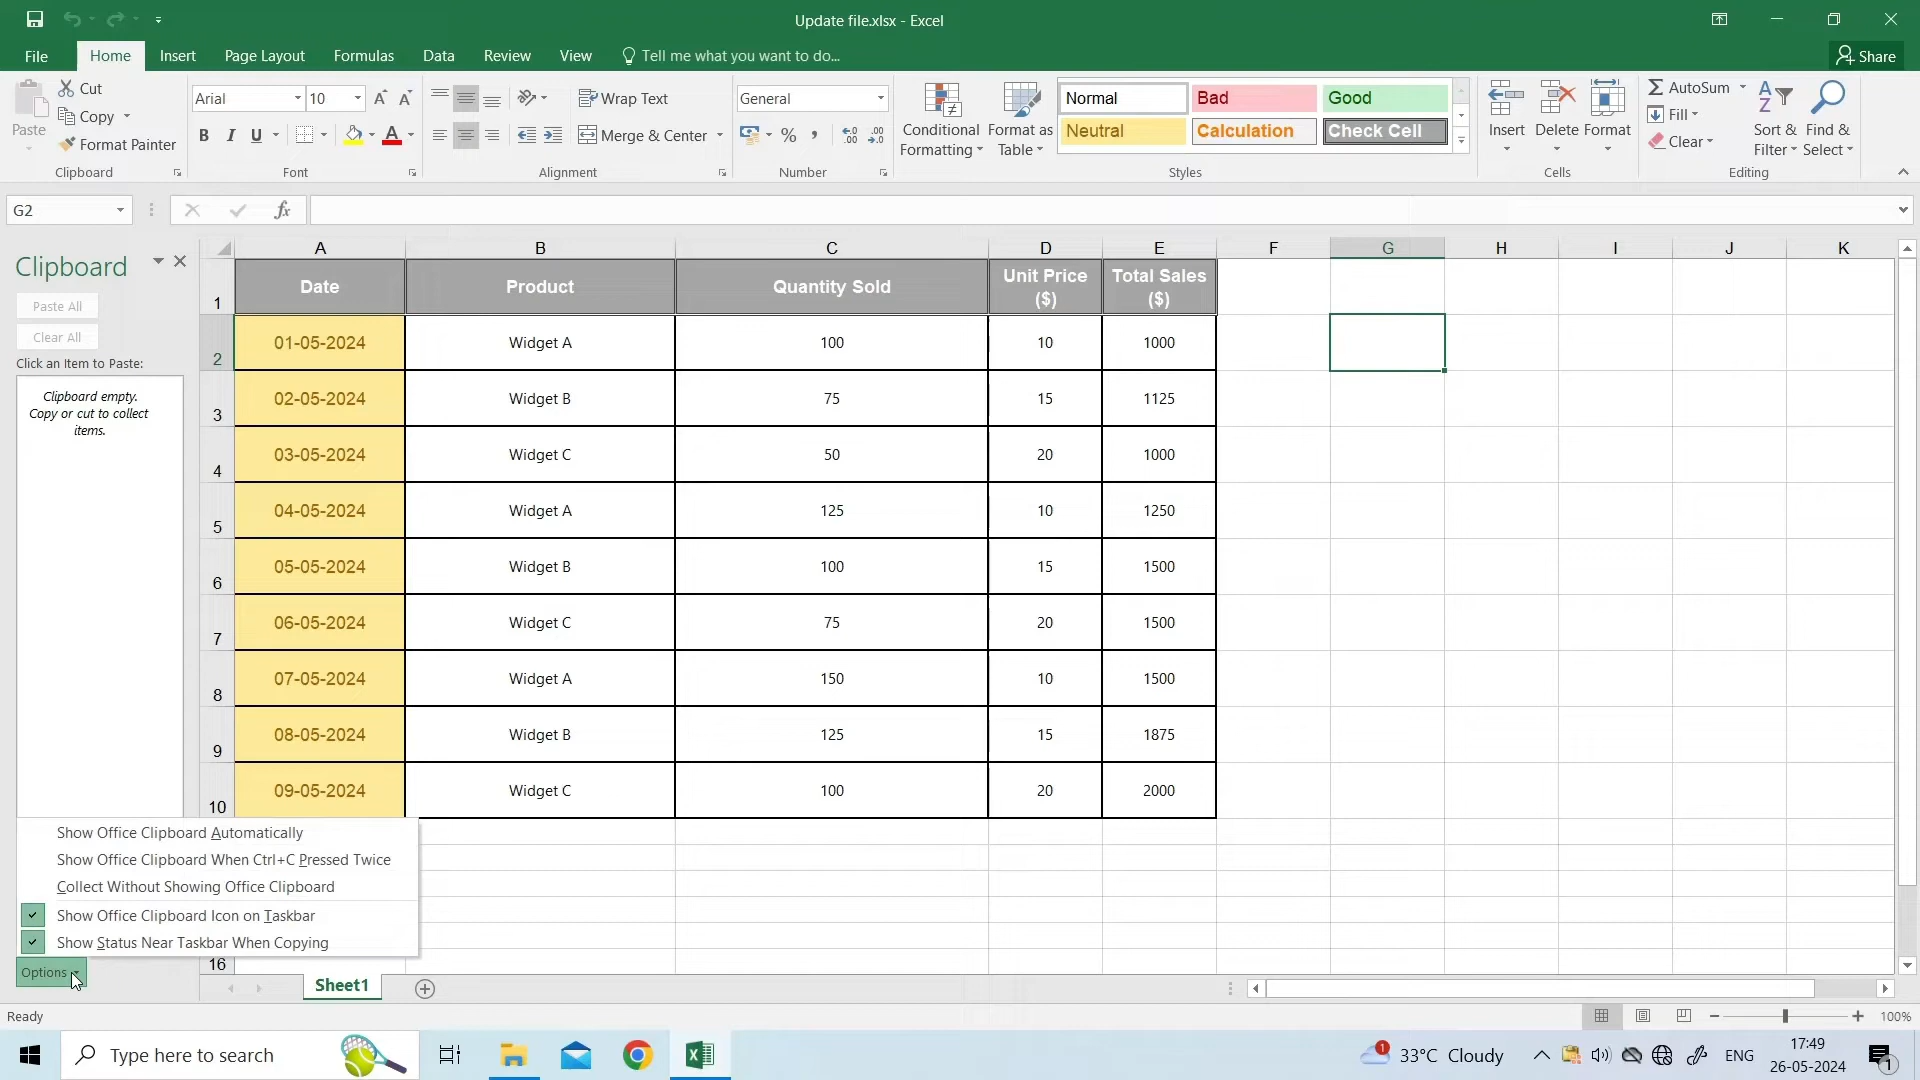 Update file.xlsx - Excel
File Home Insert Page Layout Formulas Data Review View Tell me what you want to do... Share
Paste
Cut
Copy
Format Painter
Clipboard
Arial 10
B I U
Font
Wrap Text
Merge & Center
Alignment
General
Number
Conditional
Formatting
Format as
Table
Normal Bad Good
Neutral Calculation Check Cell
Styles
Insert Delete Format
Cells
AutoSum
Fill
Clear
Sort &
Filter
Find &
Select
Editing
G2
fx
Clipboard
Paste All
Clear All
Click an Item to Paste:
Clipboard empty.
Copy or cut to collect
items.
A B C D E F G H I J K
1 Date Product Quantity Sold Unit Price ($) Total Sales ($)
2 01-05-2024 Widget A 100 10 1000
3 02-05-2024 Widget B 75 15 1125
4 03-05-2024 Widget C 50 20 1000
5 04-05-2024 Widget A 125 10 1250
6 05-05-2024 Widget B 100 15 1500
7 06-05-2024 Widget C 75 20 1500
8 07-05-2024 Widget A 150 10 1500
9 08-05-2024 Widget B 125 15 1875
10 09-05-2024 Widget C 100 20 2000
16
Show Office Clipboard Automatically
Show Office Clipboard When Ctrl+C Pressed Twice
Collect Without Showing Office Clipboard
Show Office Clipboard Icon on Taskbar
Show Status Near Taskbar When Copying
Options
Sheet1
Ready
100%
Type here to search
1
33°C Cloudy
ENG
17:49
26-05-2024
1